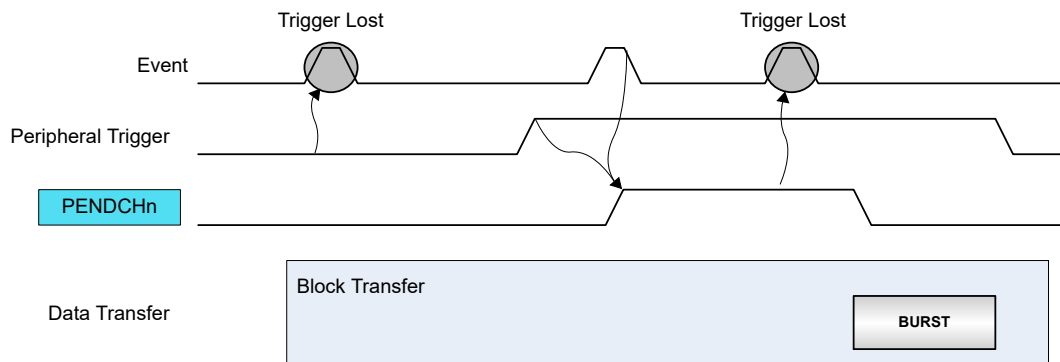 Trigger Lost
Trigger Lost
Event
Peripheral Trigger
PENDCHn
Block Transfer
Data Transfer
BURST